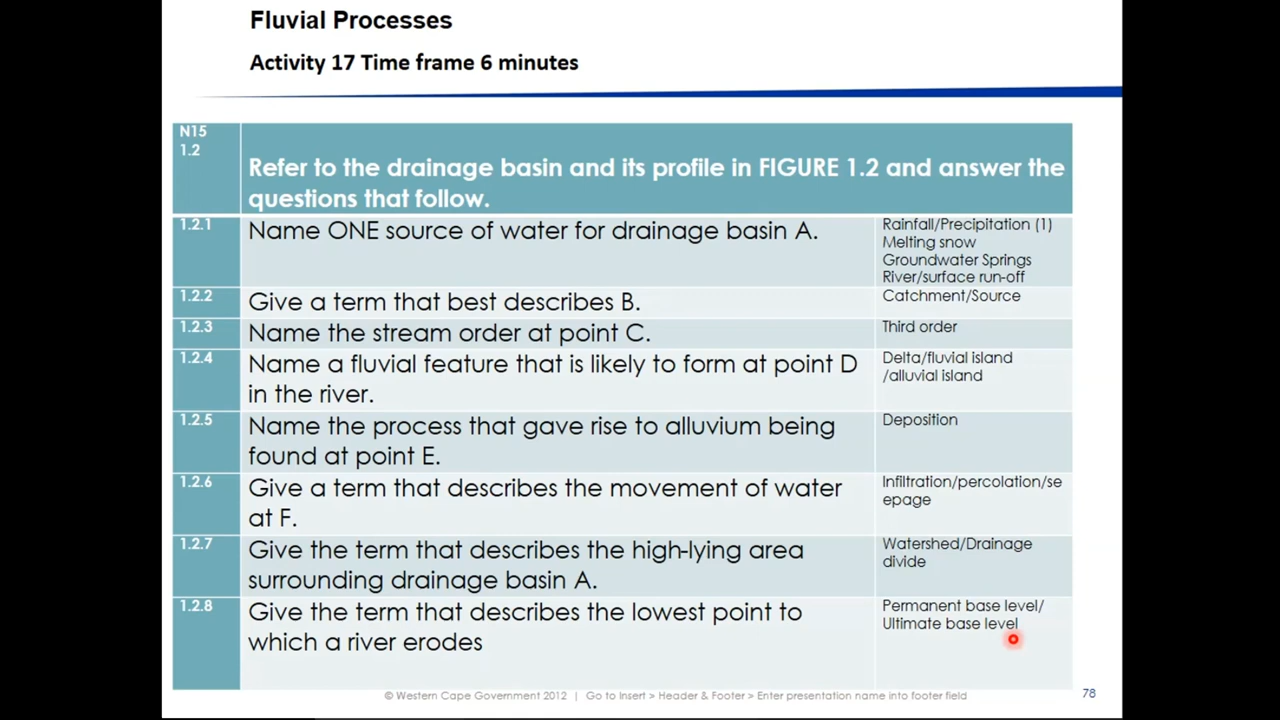 Fluvial Processes
Activity 17 Time frame 6 minutes
N15
1.2
Refer to the drainage basin and its profile in FIGURE 1.2 and answer the
questions that follow.
1.2.1
Name ONE source of water for drainage basin A.
Rainfall/Precipitation (1)
Melting snow
Groundwater Springs
River/surface run-off
1.2.2
Give a term that best describes B.
Catchment/Source
1.2.3
Name the stream order at point C.
Third order
1.2.4
Name a fluvial feature that is likely to form at point D
in the river.
Delta/fluvial island
/alluvial island
1.2.5
Name the process that gave rise to alluvium being
found at point E.
Deposition
1.2.6
Give a term that describes the movement of water
at F.
Infiltration/percolation/se
epage
1.2.7
Give the term that describes the high-lying area
surrounding drainage basin A.
Watershed/Drainage
divide
1.2.8
Give the term that describes the lowest point to
which a river erodes
Permanent base level/
Ultimate base level
© Western Cape Government 2012 | Go to Insert > Header & Footer > Enter presentation name into footer field
78